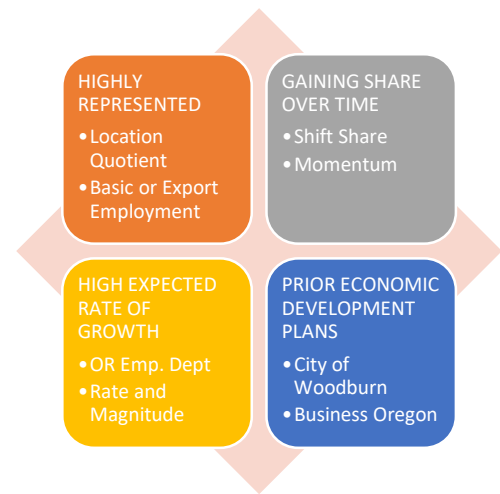 HIGHLY
REPRESENTED
•Location
Quotient
•Basic or Export
Employment
GAINING SHARE
OVER TIME
•Shift Share
•Momentum
HIGH EXPECTED
RATE OF
GROWTH
•OR Emp. Dept
•Rate and
Magnitude
PRIOR ECONOMIC
DEVELOPMENT
PLANS
•City of
Woodburn
•Business Oregon